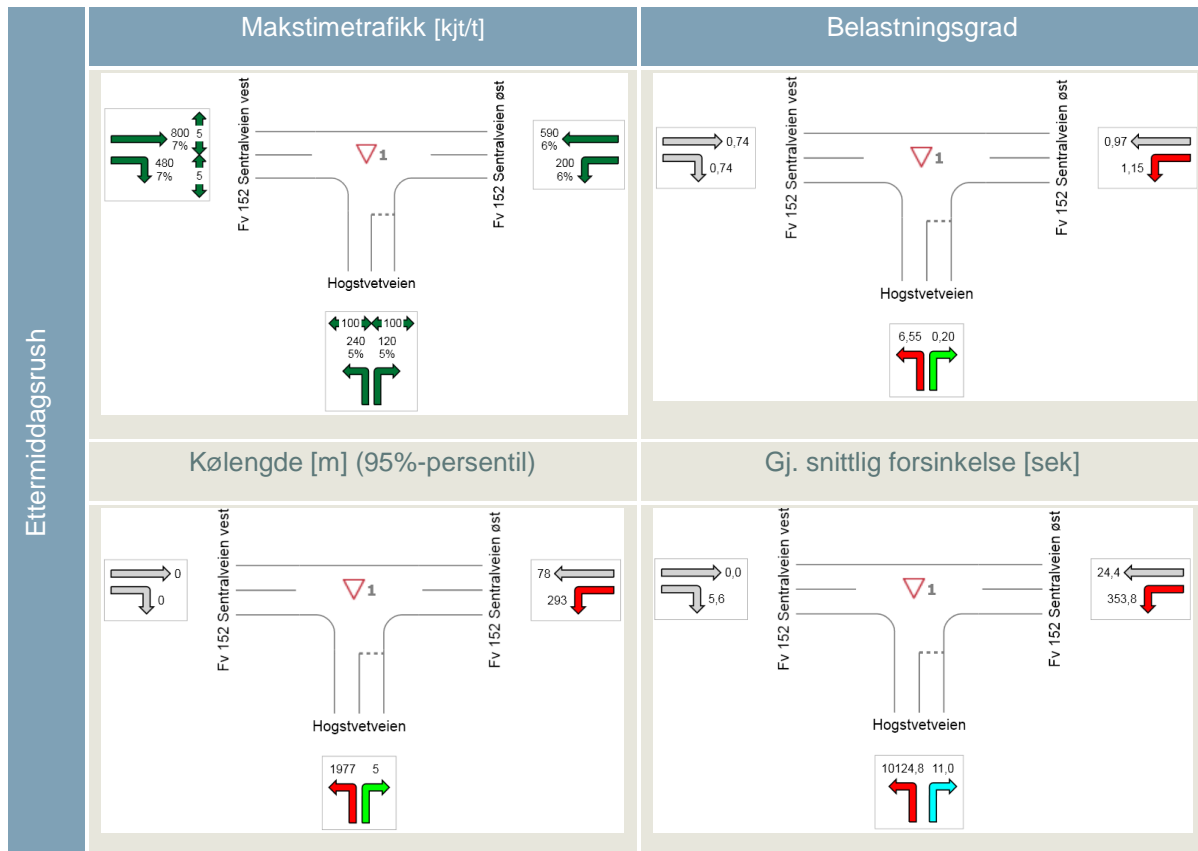 Ettermiddagsrush
Makstimetrafikk [kjt/t]
Belastningsgrad
Fv 152 Sentralveien vest
Fv 152 Sentralveien øst
800 5
7%
480
7% 5
590
6%
200
6%
1
Hogstvetveien
100 100
240 120
5% 5%
Fv 152 Sentralveien vest
Fv 152 Sentralveien øst
0,74
0,74
0,97
1,15
1
Hogstvetveien
6,55 0,20
Kølengde [m] (95%-persentil)
Gj. snittlig forsinkelse [sek]
Fv 152 Sentralveien vest
Fv 152 Sentralveien øst
0
0
78
293
1
Hogstvetveien
1977 5
Fv 152 Sentralveien vest
Fv 152 Sentralveien øst
0,0
5,6
24,4
353,8
1
Hogstvetveien
10124,8 11,0